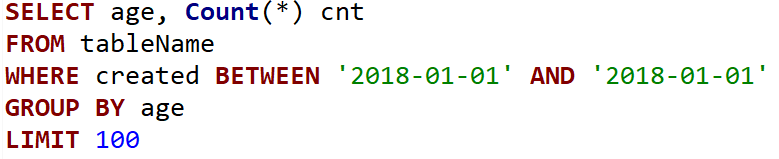 SELECT age, Count(*) cnt
FROM tableName
WHERE created BETWEEN '2018-01-01' AND '2018-01-01'
GROUP BY age
LIMIT 100